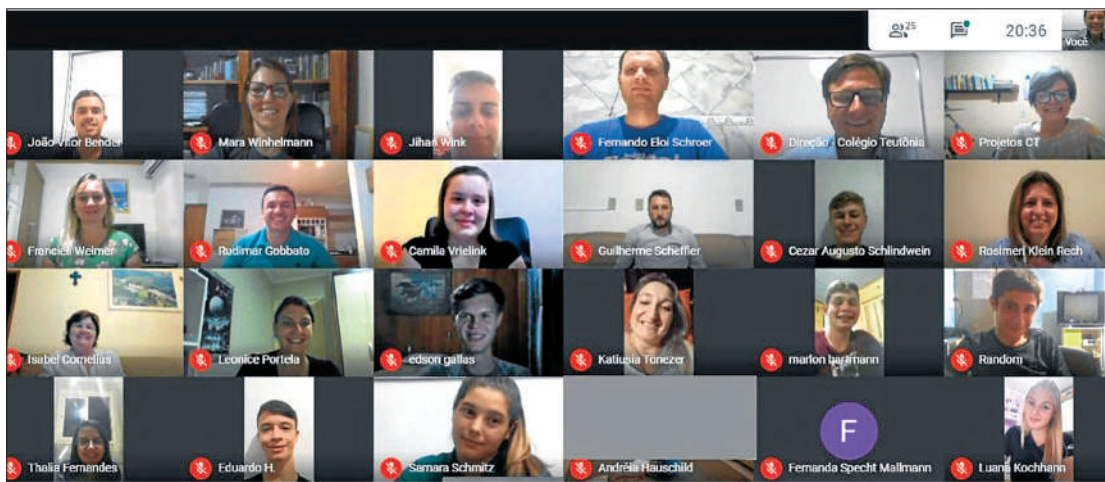 25
20:36
Você
João Vitor Bender
Mara Winhelmann
Jihan Wink
Fernando Eloi Schroer
Direção - Colégio Teutônia
Projetos CT
Francieli Weimer
Rudimar Gobbato
Camila Vrielink
Guilherme Scheffler
Cezar Augusto Schlindwein
Rosimeri Klein Rech
Isabel Cornelius
Leonice Portela
edson gallas
Katiusia Tonezer
marlon hartmann
Random
Thalia Fernandes
Eduardo H.
Samara Schmitz
Andréia Hauschild
F
Fernanda Specht Mallmann
Luana Kochhann